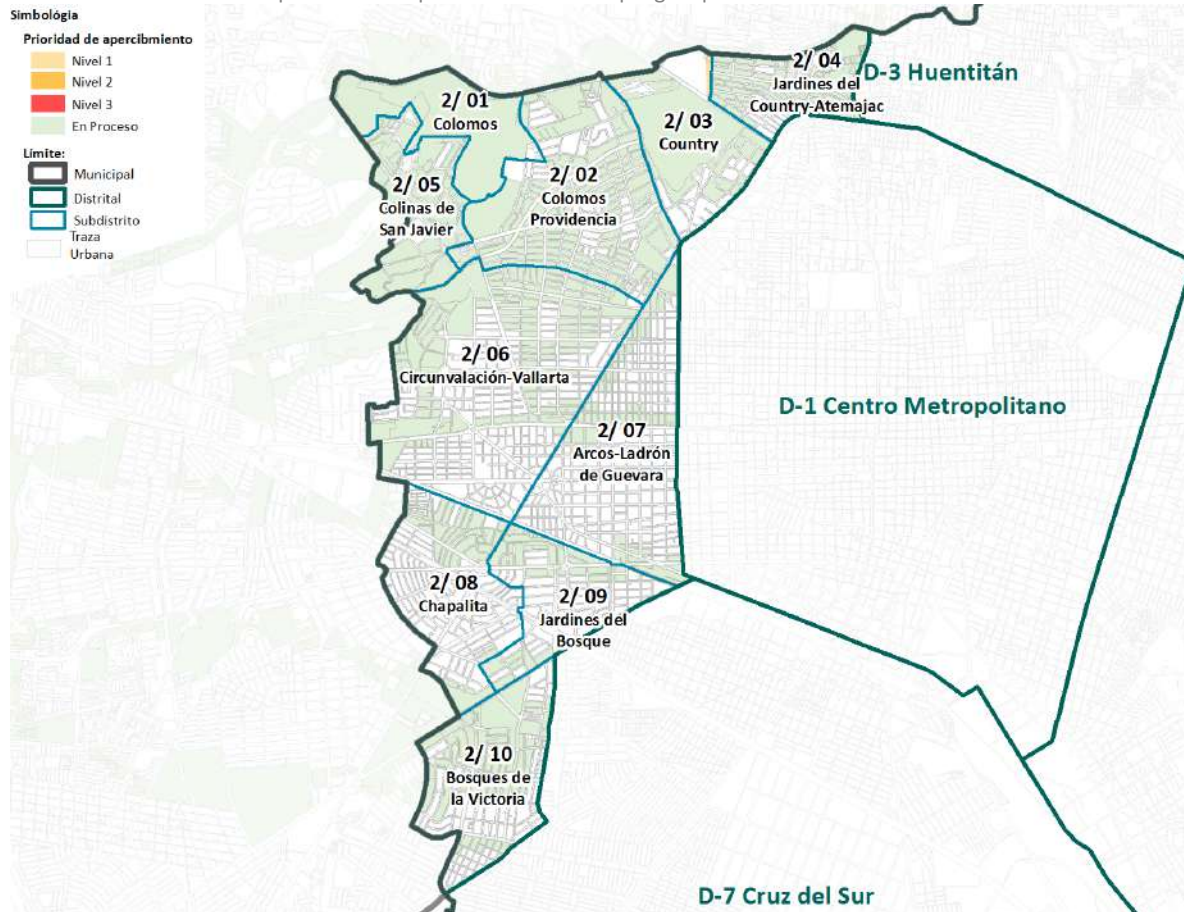 Simbológia
Prioridad de apercibmiento
Nivel 1
Nivel 2
Nivel 3
En Proceso
Límite:
Municipal
Distrital
Subdistrito
Traza
Urbana
2/ 04
Jardines del
Country-Atemajac
D-3 Huentitán
2/ 01
Colomos
2/ 03
Country
2/ 02
Colomos
Providencia
2/ 05
Colinas de
San Javier
2/ 06
Circunvalación-Vallarta
D-1 Centro Metropolitano
2/ 07
Arcos-Ladrón
de Guevara
2/ 08
Chapalita
2/ 09
Jardines del
Bosque
2/ 10
Bosques de
la Victoria
D-7 Cruz del Sur